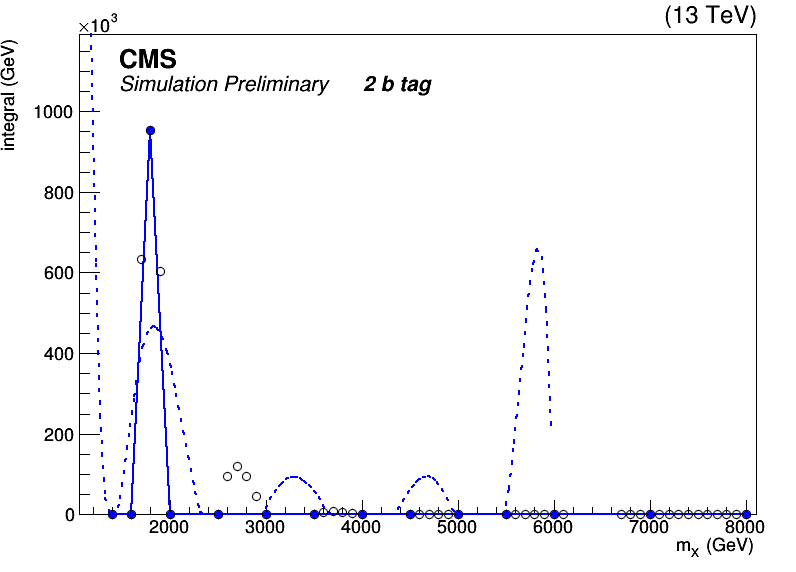 (13 TeV)
×10³
CMS
Simulation Preliminary 2 b tag
integral (GeV)
1000
800
600
400
200
0
2000 3000 4000 5000 6000 7000 8000
m_X (GeV)